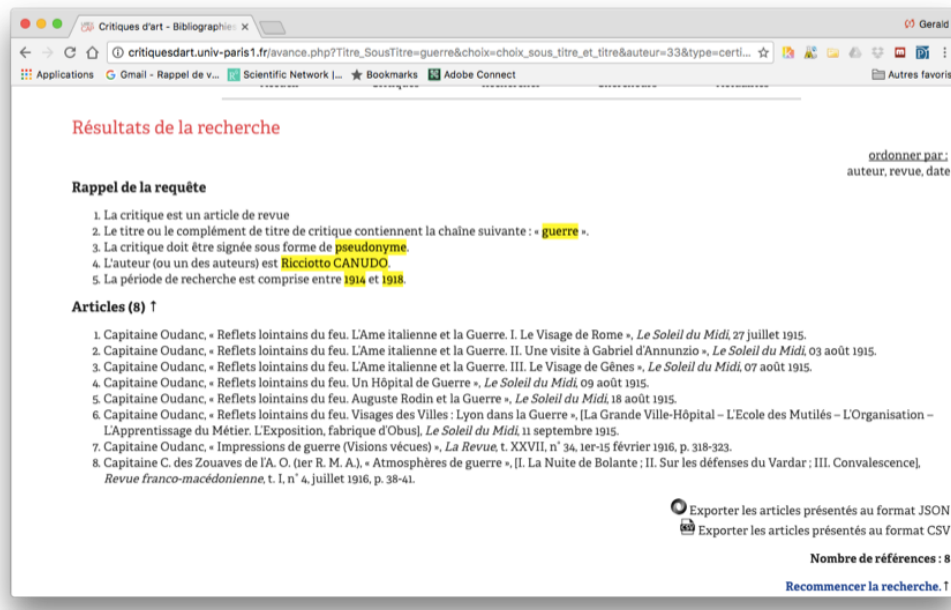 Critiques d'art - Bibliographies
Gerald
critiquesdart.univ-paris1.fr/avance.php?Titre_SousTitre=guerre&choix=choix_sous_titre_et_titre&auteur=33&type=certi...
Applications Gmail - Rappel de v... Scientific Network |... Bookmarks Adobe Connect Autres favoris
Résultats de la recherche
ordonner par :
auteur, revue, date
Rappel de la requête
1. La critique est un article de revue
2. Le titre ou le complément de titre de critique contiennent la chaîne suivante : « guerre ».
3. La critique doit être signée sous forme de pseudonyme.
4. L'auteur (ou un des auteurs) est Ricciotto CANUDO.
5. La période de recherche est comprise entre 1914 et 1918.
Articles (8) ↑
1. Capitaine Oudanc, « Reflets lointains du feu. L'Ame italienne et la Guerre. I. Le Visage de Rome », Le Soleil du Midi, 27 juillet 1915.
2. Capitaine Oudanc, « Reflets lointains du feu. L'Ame italienne et la Guerre. II. Une visite à Gabriel d'Annunzio », Le Soleil du Midi, 03 août 1915.
3. Capitaine Oudanc, « Reflets lointains du feu. L'Ame italienne et la Guerre. III. Le Visage de Gênes », Le Soleil du Midi, 07 août 1915.
4. Capitaine Oudanc, « Reflets lointains du feu. Un Hôpital de Guerre », Le Soleil du Midi, 09 août 1915.
5. Capitaine Oudanc, « Reflets lointains du feu. Auguste Rodin et la Guerre », Le Soleil du Midi, 18 août 1915.
6. Capitaine Oudanc, « Reflets lointains du feu. Visages des Villes : Lyon dans la Guerre », [La Grande Ville-Hôpital – L'Ecole des Mutilés – L'Organisation –
L'Apprentissage du Métier. L'Exposition, fabrique d'Obus], Le Soleil du Midi, 11 septembre 1915.
7. Capitaine Oudanc, « Impressions de guerre (Visions vécues) », La Revue, t. XXVII, n° 34, 1er-15 février 1916, p. 318-323.
8. Capitaine C. des Zouaves de l'A. O. (1er R. M. A.), « Atmosphères de guerre », [I. La Nuite de Bolante ; II. Sur les défenses du Vardar ; III. Convalescence],
Revue franco-macédonienne, t. I, n° 4, juillet 1916, p. 38-41.
Exporter les articles présentés au format JSON
CSV Exporter les articles présentés au format CSV
Nombre de références : 8
Recommencer la recherche. ↑